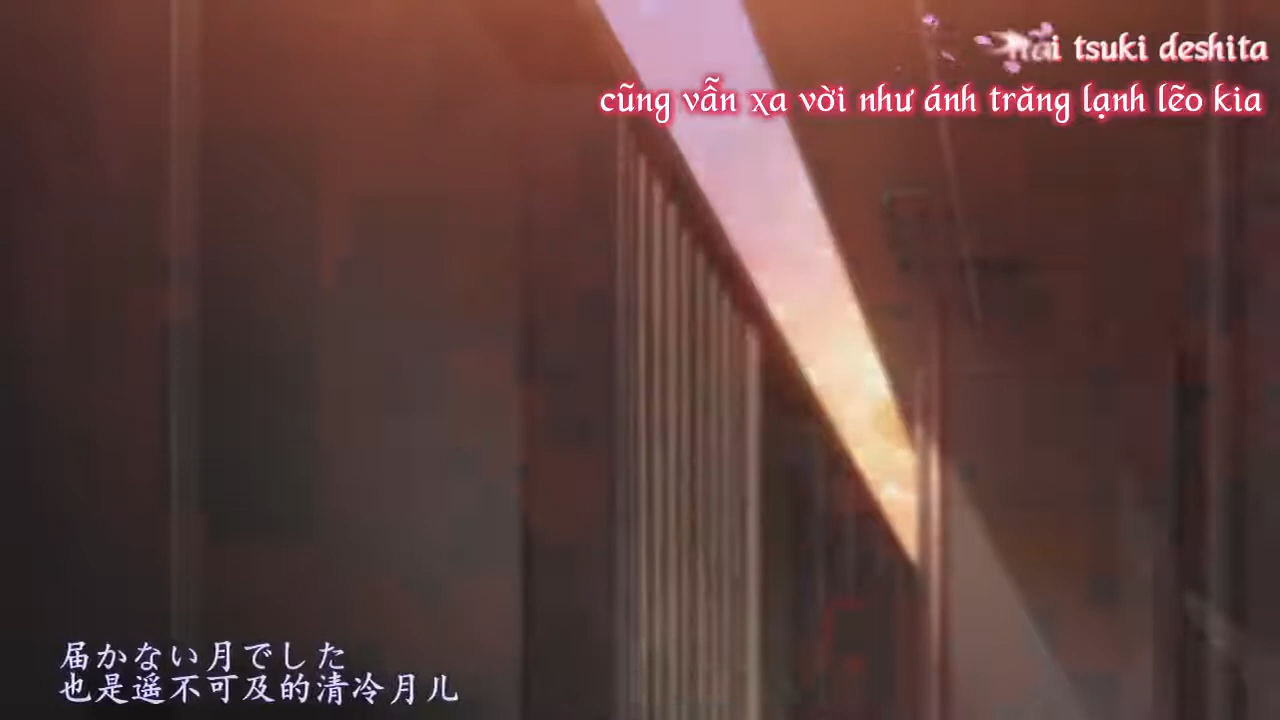 nai tsuki deshita
cũng vẫn xa vời như ánh trăng lạnh lẽo kia
届かない月でした
也是遥不可及的清冷月儿